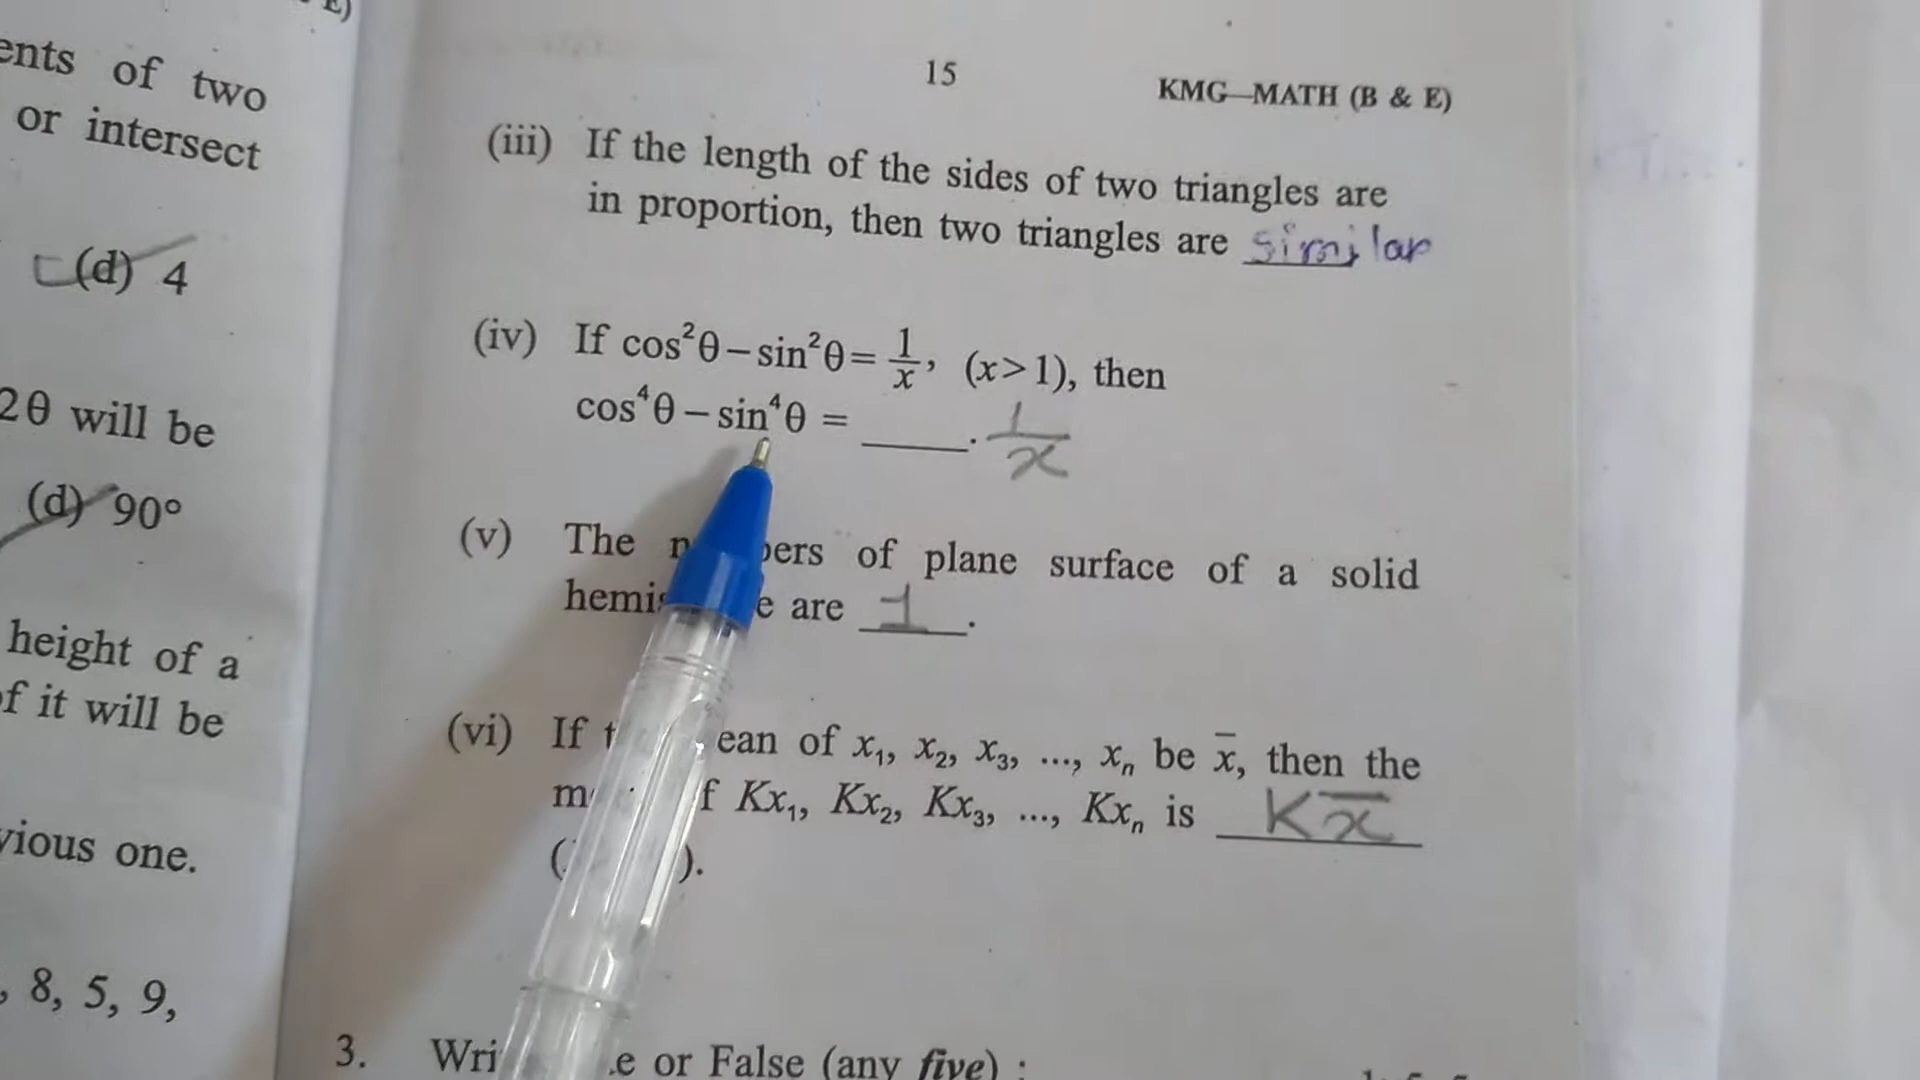 ents of two
or intersect
(d) 4
2θ will be
(d) 90°
height of a
f it will be
vious one.
, 8, 5, 9,
15
KMG—MATH (B & E)
(iii) If the length of the sides of two triangles are
in proportion, then two triangles are similar
(iv) If cos²θ – sin²θ = 1/x, (x>1), then
cos⁴θ – sin⁴θ = ____. 1/x
(v) The bers of plane surface of a solid
hemis e are 1.
(vi) If ean of x₁, x₂, x₃, ..., xₙ be x̄, then the
m f Kx₁, Kx₂, Kx₃, ..., Kxₙ is Kx̄
( ).
3. Wri e or False (any five) :